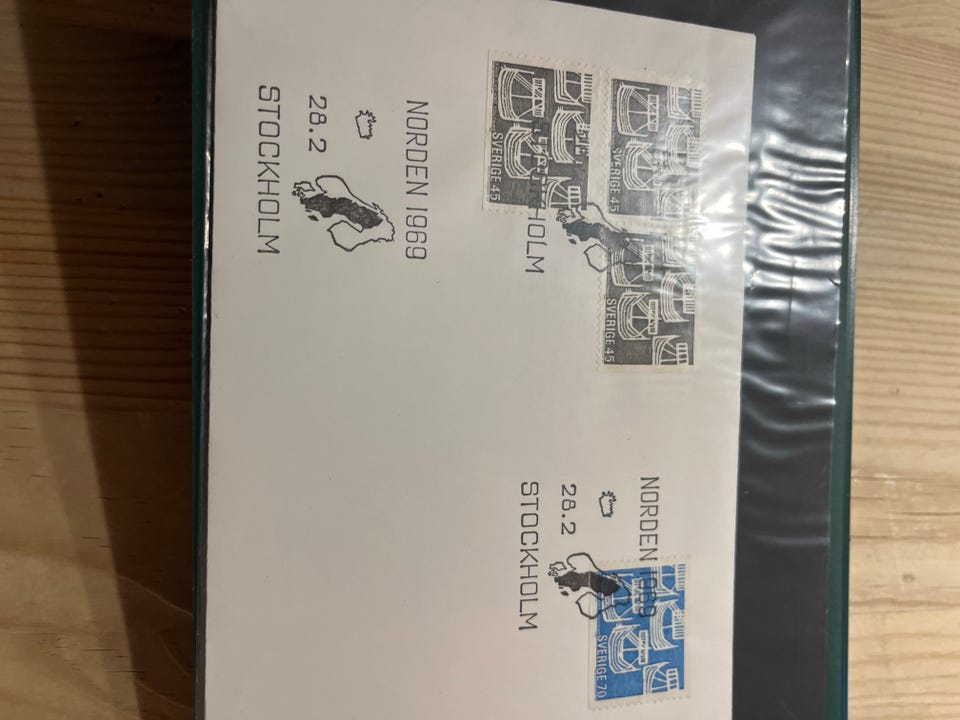 NORDEN 1969
28.2
STOCKHOLM
SVERIGE 45
SVERIGE 45
SVERIGE 45
NORDEN 1969
28.2
STOCKHOLM
SVERIGE 70